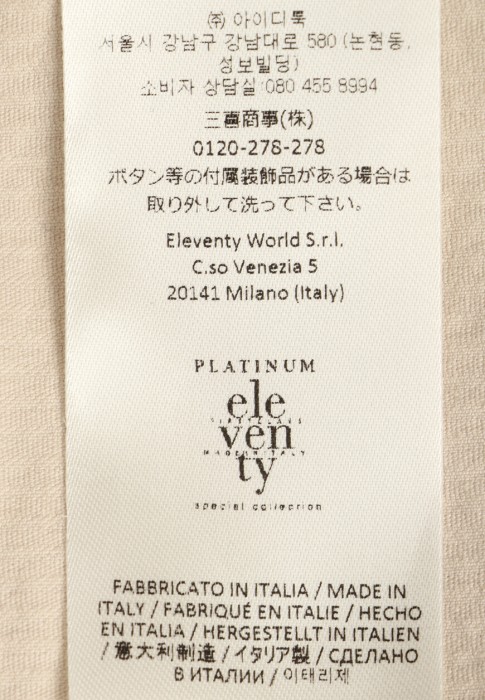 ㈜ 아이디룩
서울시 강남구 강남대로 580 (논현동,
성보빌딩)
소비자 상담실:080 455 8994
三喜商事(株)
0120-278-278
ボタン等の付属装飾品がある場合は
取り外して洗って下さい。
Eleventy World S.r.l.
C.so Venezia 5
20141 Milano (Italy)
PLATINUM
ele
ven
MADE IN ITALY
ty
special collection
FABBRICATO IN ITALIA / MADE IN
ITALY / FABRIQUÉ EN ITALIE / HECHO
EN ITALIA / HERGESTELLT IN ITALIEN
/ 意大利制造 / イタリア製 / СДЕЛАНО
В ИТАЛИИ / 이태리제